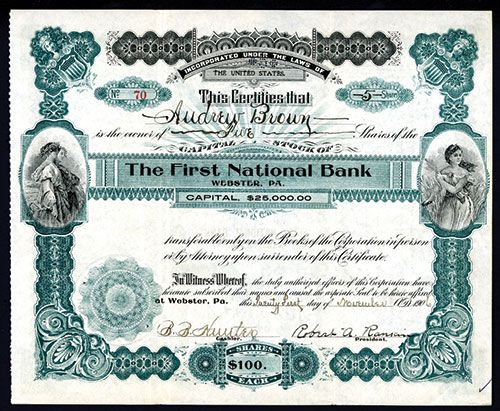 INCORPORATED UNDER THE LAWS OF
THE UNITED STATES.
No 70
5
This Certifies that
Andrew Brown
is the owner of Five Shares of the
CAPITAL STOCK OF
The First National Bank
WEBSTER, PA.
CAPITAL, $25,000.00
transferable only on the Books of the Corporation in person
or by Attorney upon surrender of this Certificate.
In Witness Whereof, the duly authorized officers of this Corporation have
hereunto subscribed their names and caused the corporate Seal to be hereto affixed
at Webster, Pa. this Twenty First day of November A.D. 190
B. F. Hunter Robert A.
Cashier. President.
SHARES
$100.
EACH